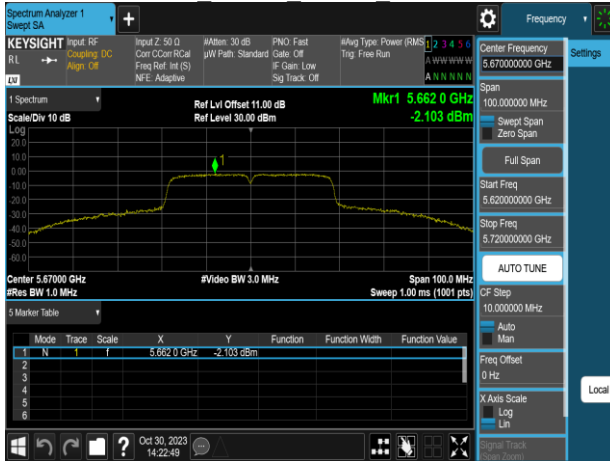 Spectrum Analyzer 1
Swept SA
+
Frequency
KEYSIGHT
RL
LXI
Input: RF
Coupling: DC
Align: Off
Input Z: 50 Ω
Corr CCorr RCal
Freq Ref: Int (S)
NFE: Adaptive
#Atten: 30 dB
µW Path: Standard
PNO: Fast
Gate: Off
IF Gain: Low
Sig Track: Off
#Avg Type: Power (RMS
Trig: Free Run
1 2 3 4 5 6
A W W W W W
A N N N N N
1 Spectrum
Scale/Div 10 dB
Log
Ref Lvl Offset 11.00 dB
Ref Level 30.00 dBm
Mkr1 5.662 0 GHz
-2.103 dBm
20.0
10.0
0.00
-10.0
-20.0
-30.0
-40.0
-50.0
-60.0
1
Center 5.67000 GHz
#Res BW 1.0 MHz
#Video BW 3.0 MHz
Span 100.0 MHz
Sweep 1.00 ms (1001 pts)
5 Marker Table
Mode Trace Scale X Y Function Function Width Function Value
1 N 1 f 5.662 0 GHz -2.103 dBm
2
3
4
5
6
Center Frequency
5.670000000 GHz
Span
100.000000 MHz
Swept Span
Zero Span
Full Span
Start Freq
5.620000000 GHz
Stop Freq
5.720000000 GHz
AUTO TUNE
CF Step
10.000000 MHz
Auto
Man
Freq Offset
0 Hz
X Axis Scale
Log
Lin
Signal Track
(Span Zoom)
Settings
Local
?
Oct 30, 2023
14:22:49